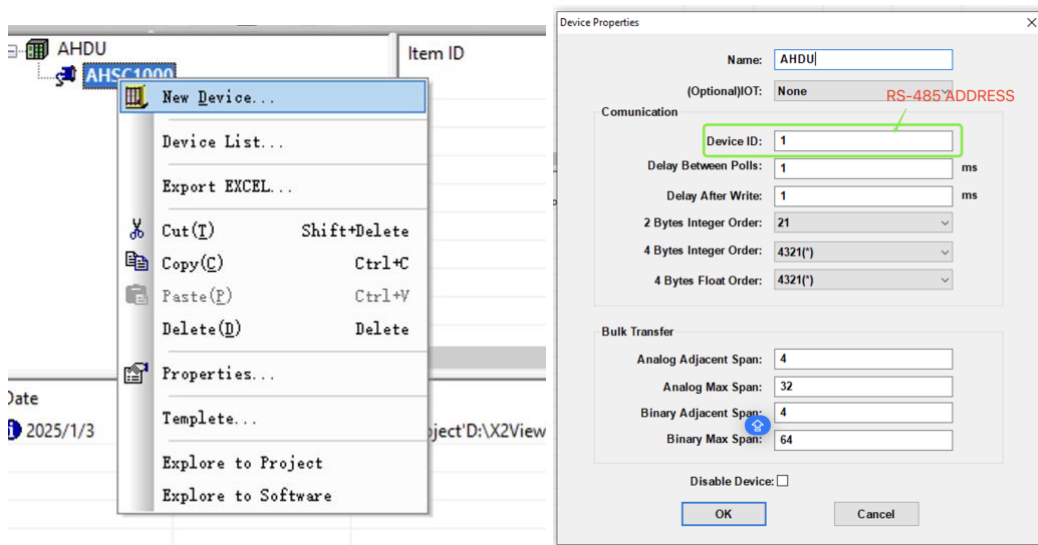 AHDU
AHSC1000
Item ID
New Device...
Device List...
Export EXCEL...
Cut(T) Shift+Delete
Copy(C) Ctrl+C
Paste(P) Ctrl+V
Delete(D) Delete
Properties...
Templete...
Explore to Project
Explore to Software
Date
2025/1/3
ject'D:\X2View
Device Properties
Name: AHDU
(Optional)IOT: None
RS-485 ADDRESS
Comunication
Device ID: 1
Delay Between Polls: 1 ms
Delay After Write: 1 ms
2 Bytes Integer Order: 21
4 Bytes Integer Order: 4321(*)
4 Bytes Float Order: 4321(*)
Bulk Transfer
Analog Adjacent Span: 4
Analog Max Span: 32
Binary Adjacent Span: 4
Binary Max Span: 64
Disable Device:
OK
Cancel